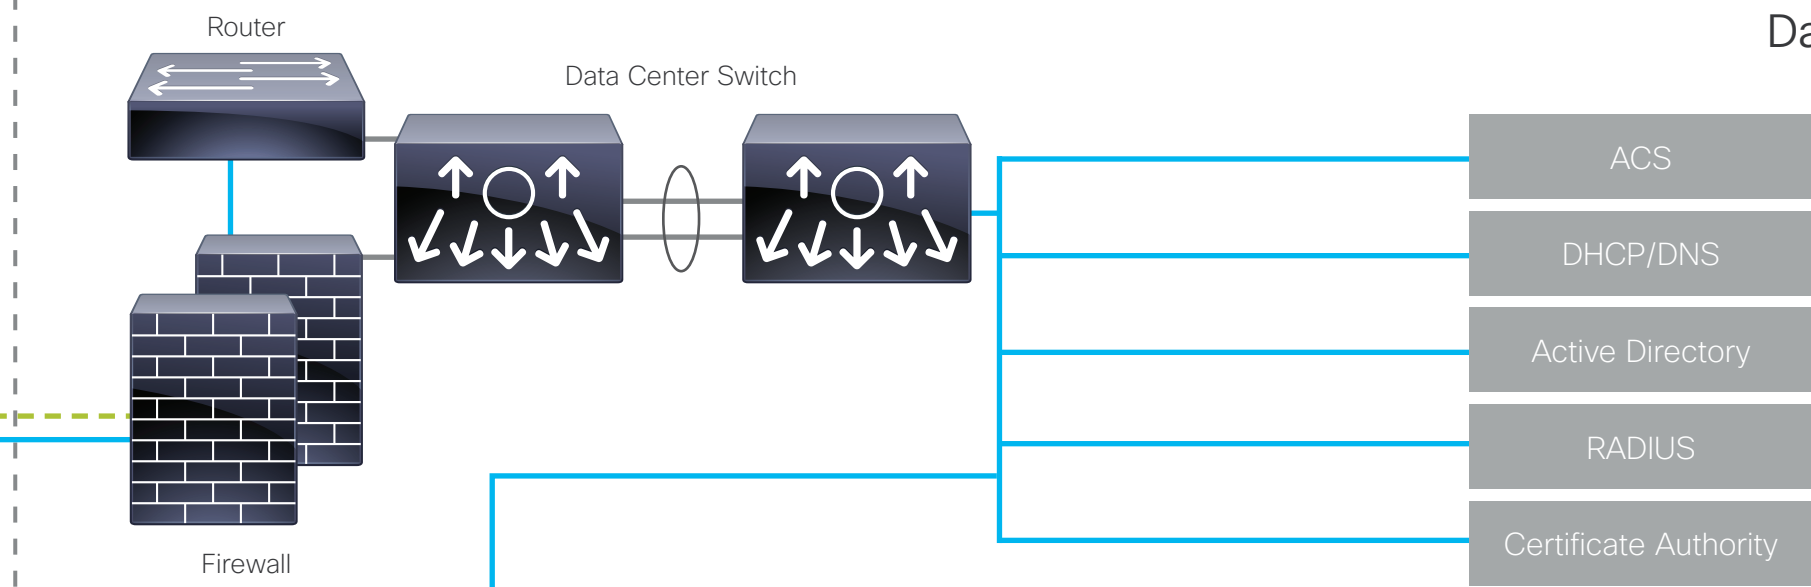 Router
Data Center Switch
ACS
DHCP/DNS
Active Directory
RADIUS
Certificate Authority
Firewall